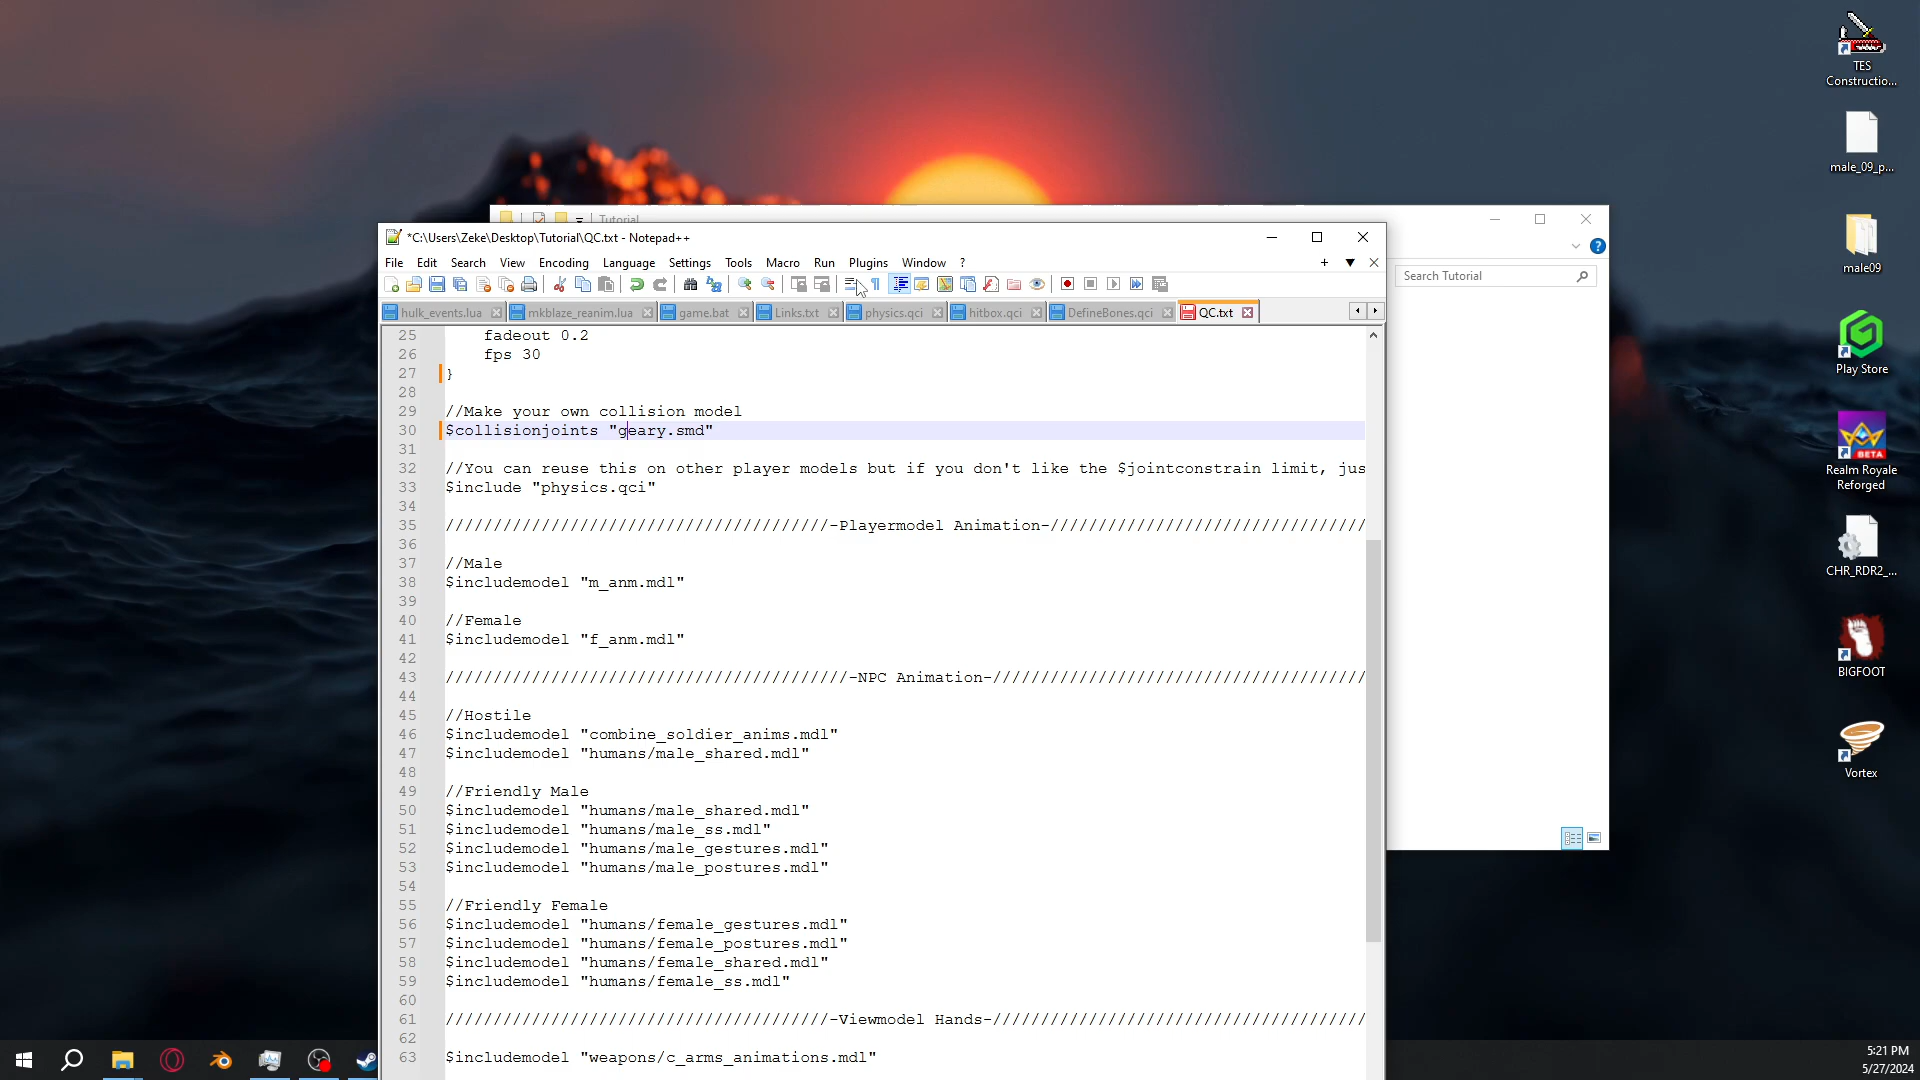 TES
Constructio...
male_09_p...
male09
Play Store
Realm Royale
Reforged
CHR_RDR2_...
BIGFOOT
Vortex
Tutorial
Search Tutorial
*C:\Users\Zeke\Desktop\Tutorial\QC.txt - Notepad++
File Edit Search View Encoding Language Settings Tools Macro Run Plugins Window ?
hulk_events.lua mkblaze_reanim.lua game.bat Links.txt physics.qci hitbox.qci DefineBones.qci QC.txt
25 fadeout 0.2
26 fps 30
27 }
28
29 //Make your own collision model
30 $collisionjoints "geary.smd"
31
32 //You can reuse this on other player models but if you don't like the $jointconstrain limit, jus
33 $include "physics.qci"
34
35 ////////////////////////////////////////-Playermodel Animation-/////////////////////////////////
36
37 //Male
38 $includemodel "m_anm.mdl"
39
40 //Female
41 $includemodel "f_anm.mdl"
42
43 //////////////////////////////////////////-NPC Animation-///////////////////////////////////////
44
45 //Hostile
46 $includemodel "combine_soldier_anims.mdl"
47 $includemodel "humans/male_shared.mdl"
48
49 //Friendly Male
50 $includemodel "humans/male_shared.mdl"
51 $includemodel "humans/male_ss.mdl"
52 $includemodel "humans/male_gestures.mdl"
53 $includemodel "humans/male_postures.mdl"
54
55 //Friendly Female
56 $includemodel "humans/female_gestures.mdl"
57 $includemodel "humans/female_postures.mdl"
58 $includemodel "humans/female_shared.mdl"
59 $includemodel "humans/female_ss.mdl"
60
61 ////////////////////////////////////////-Viewmodel Hands-///////////////////////////////////////
62
63 $includemodel "weapons/c_arms_animations.mdl"
5:21 PM
5/27/2024